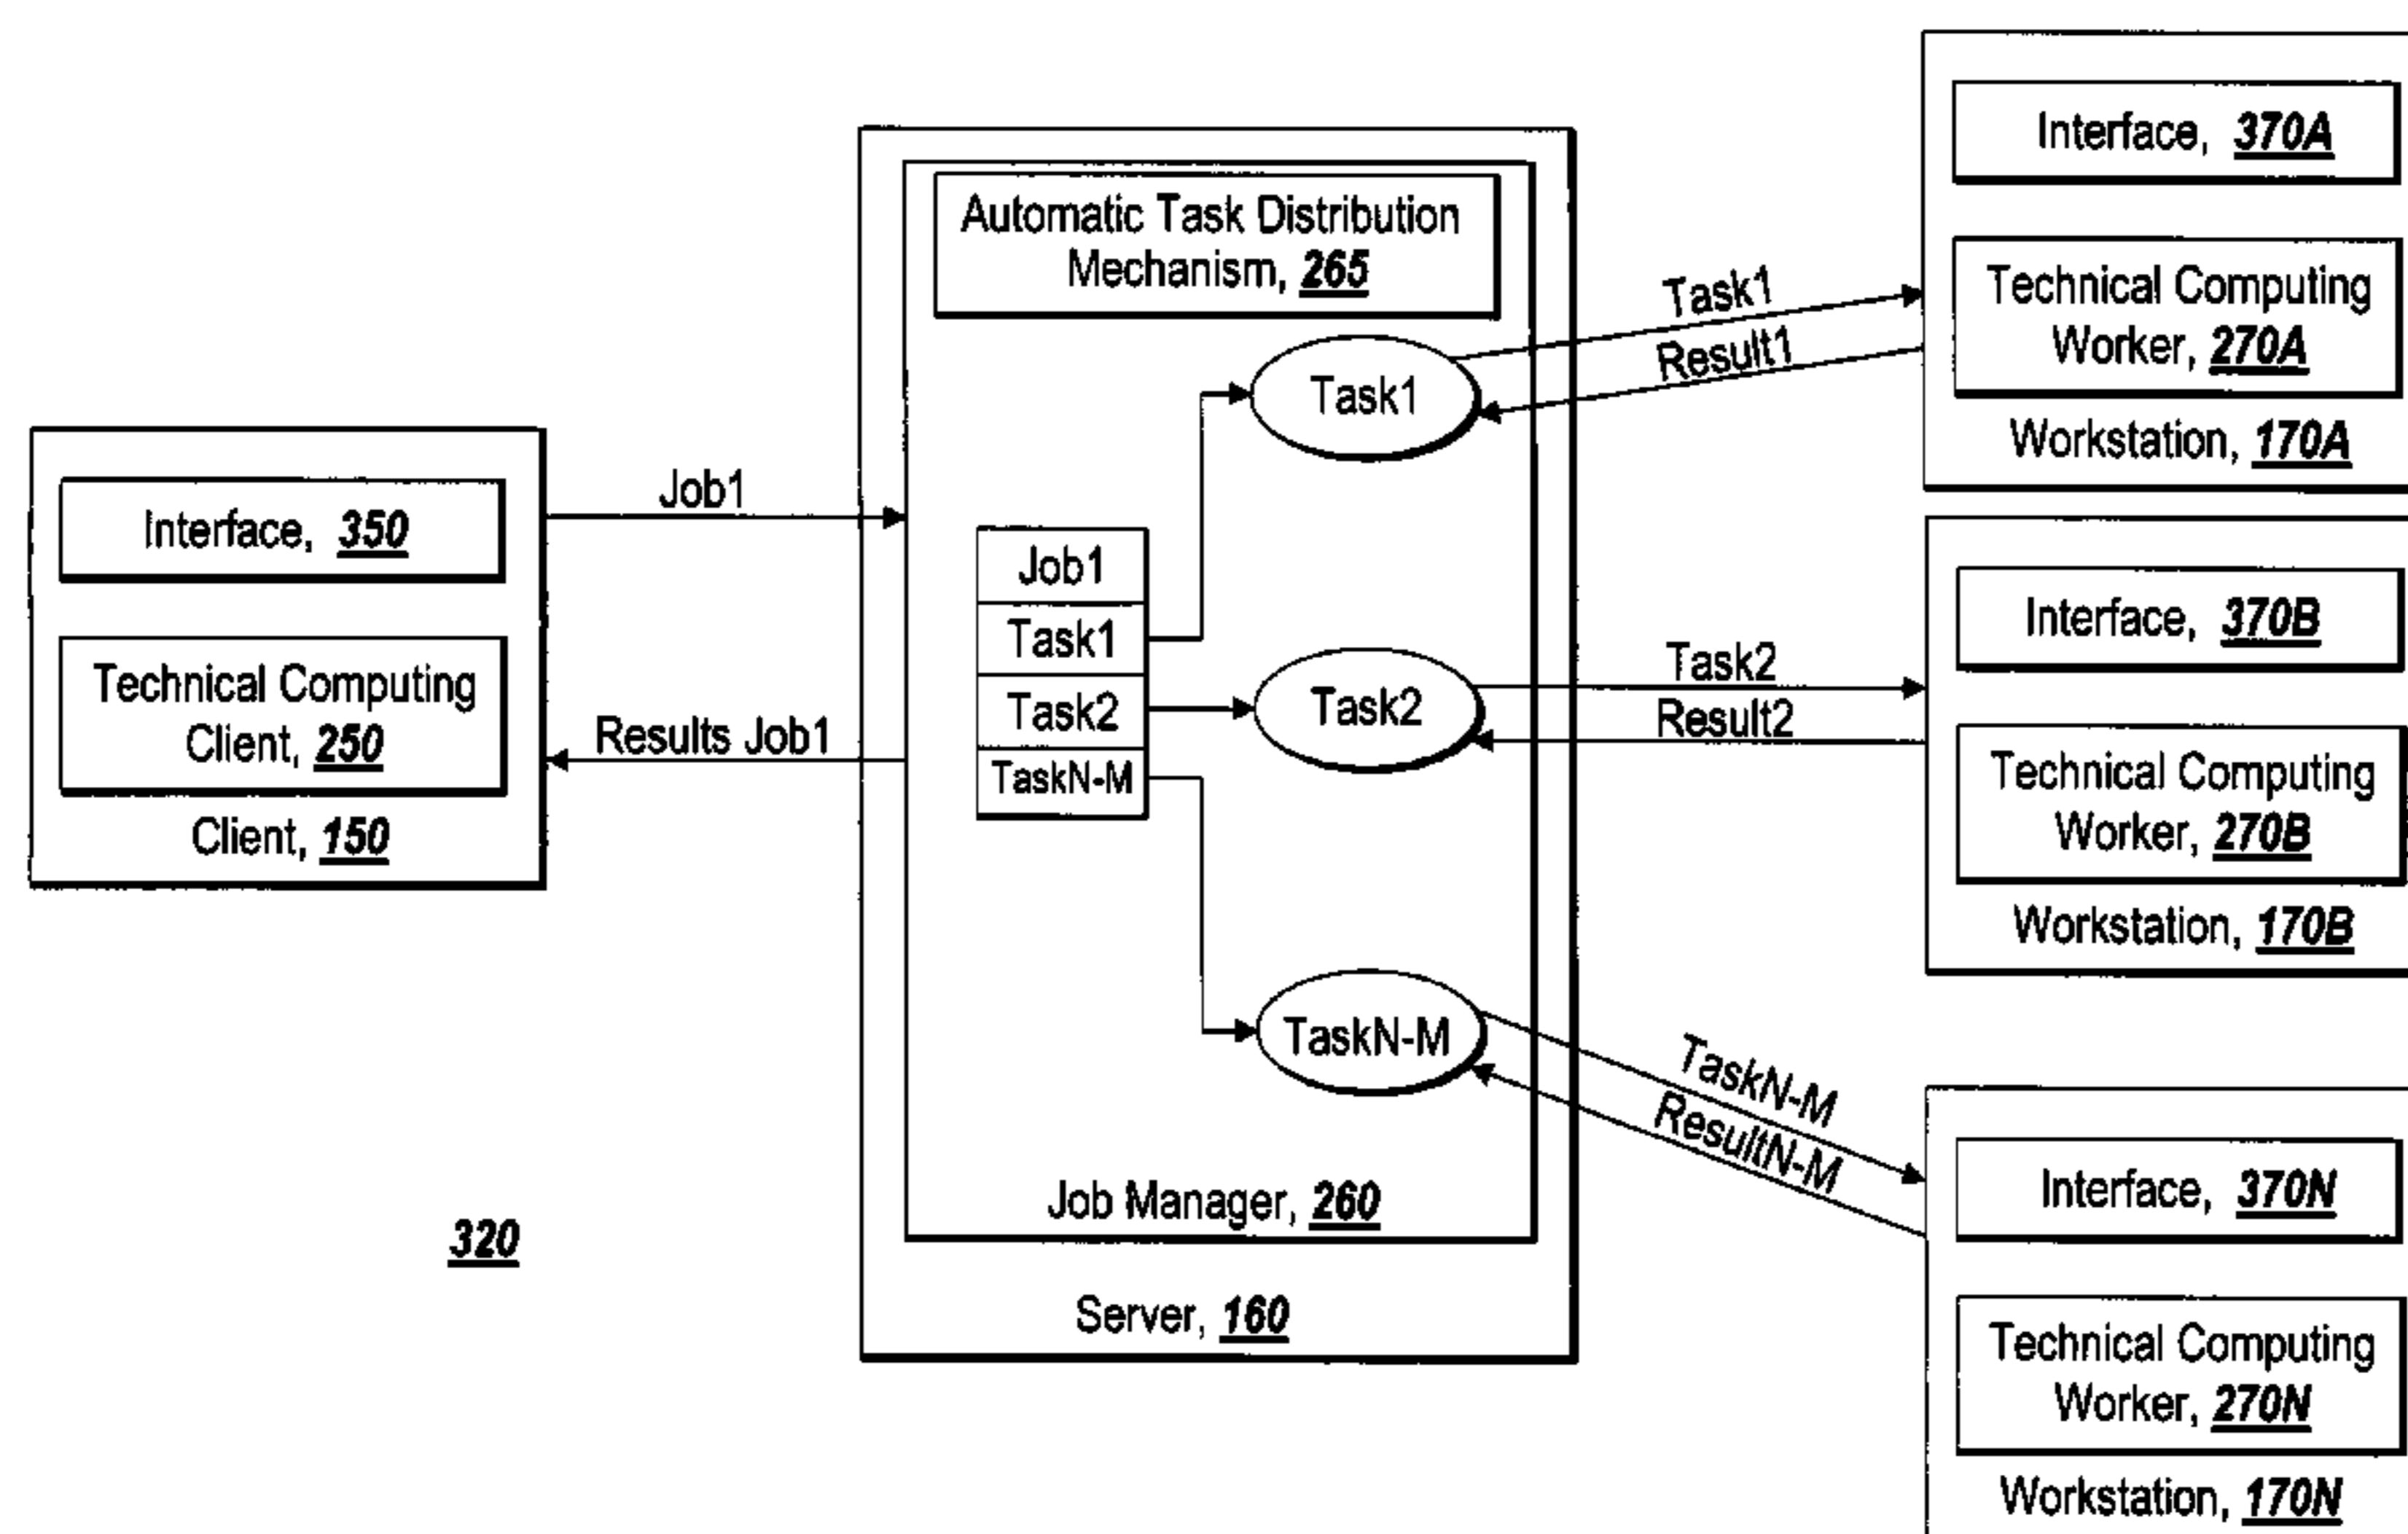 Interface, 350
Technical Computing
Client, 250
Client, 150
Job1
Results Job1
320
Automatic Task Distribution
Mechanism, 265
Job1
Task1
Task2
TaskN-M
Task1
Task2
TaskN-M
Job Manager, 260
Server, 160
Task1
Result1
Task2
Result2
TaskN-M
ResultN-M
Interface, 370A
Technical Computing
Worker, 270A
Workstation, 170A
Interface, 370B
Technical Computing
Worker, 270B
Workstation, 170B
Interface, 370N
Technical Computing
Worker, 270N
Workstation, 170N